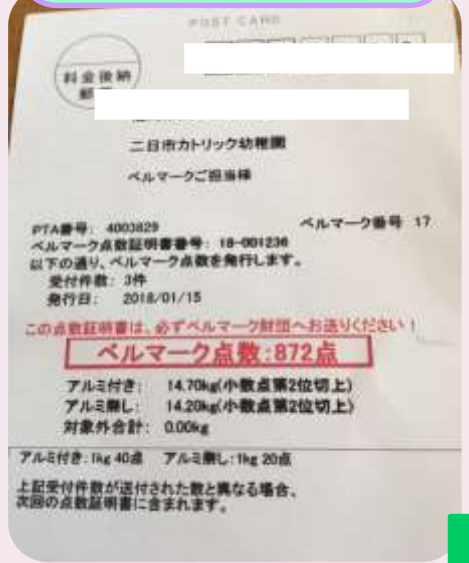 POST CARD
料金後納
郵便
二日市カトリック幼稚園
ベルマークご担当様
PTA番号: 4003829 ベルマーク番号 17
ベルマーク点数証明書番号: 18-001236
以下の通り、ベルマーク点数を発行します。
受付件数: 3件
発行日: 2018/01/15
この点数証明書は、必ずベルマーク財団へお送りください！
ベルマーク点数:872点
アルミ付き: 14.70kg(小数点第2位切上)
アルミ無し: 14.20kg(小数点第2位切上)
対象外合計: 0.00kg
アルミ付き:1kg 40点 アルミ無し:1kg 20点
上記受付件数が送付された数と異なる場合、
次回の点数証明書に含まれます。